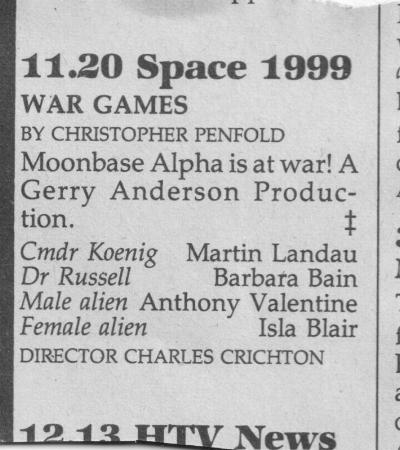 11.20 Space 1999
WAR GAMES
BY CHRISTOPHER PENFOLD
Moonbase Alpha is at war! A
Gerry Anderson Produc-
tion. ‡
Cmdr Koenig Martin Landau
Dr Russell Barbara Bain
Male alien Anthony Valentine
Female alien Isla Blair
DIRECTOR CHARLES CRICHTON
12.13 HTV News